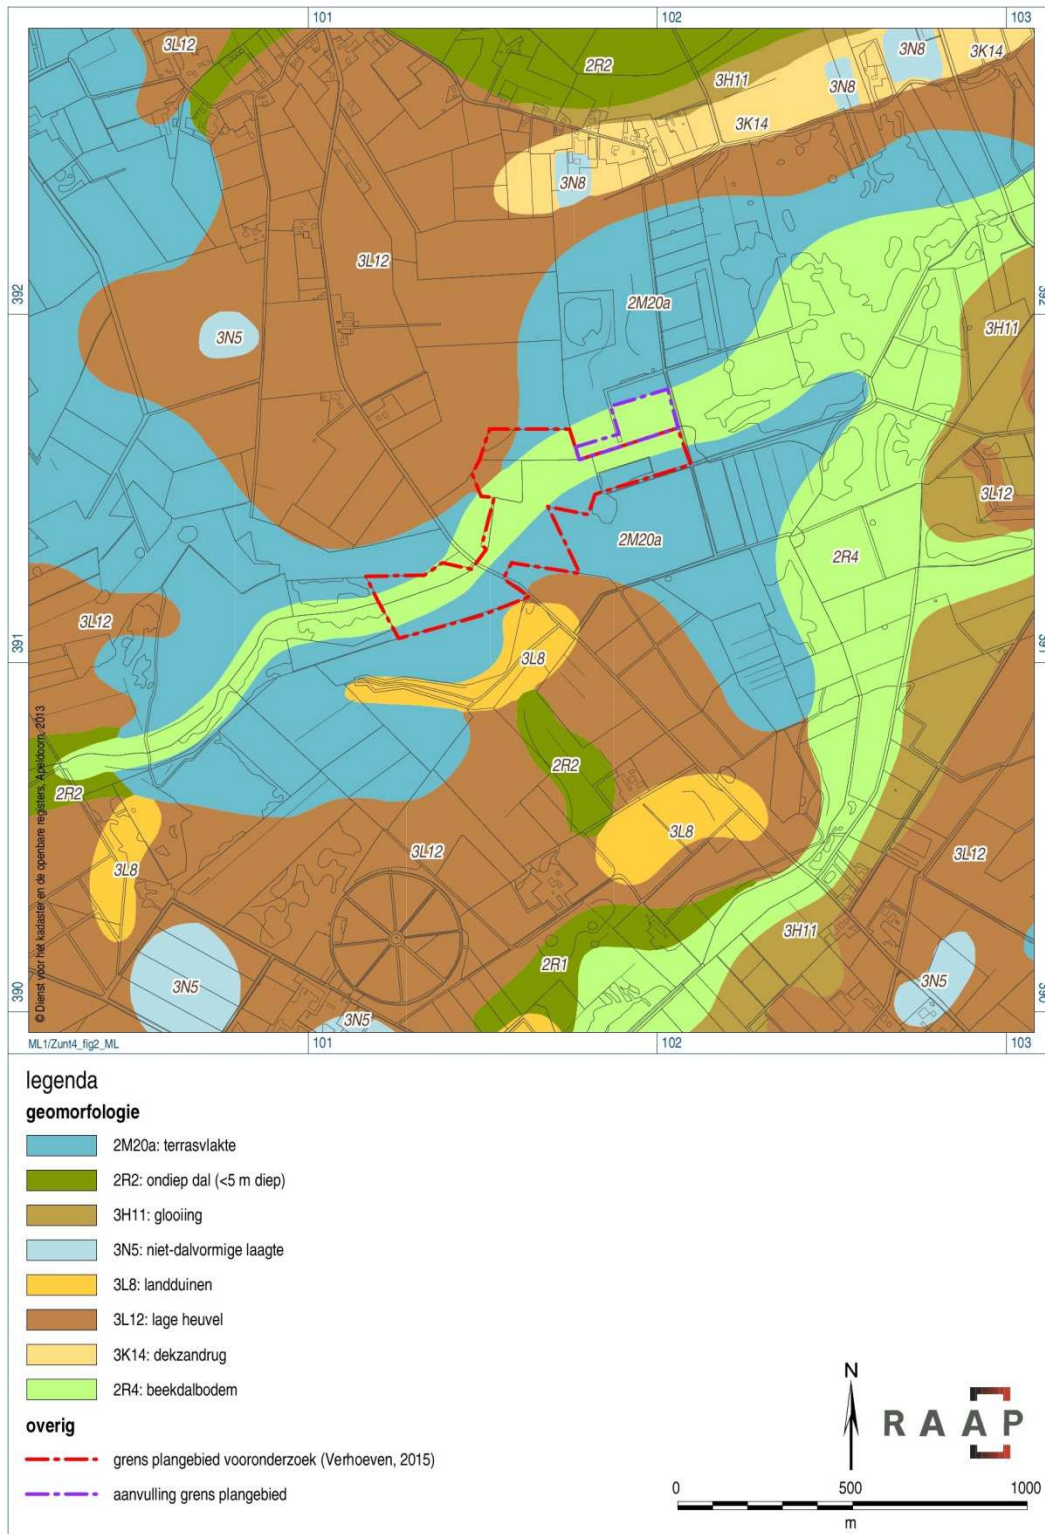 101
102
103
3L12
2R2
3H11
3N8
3K14
3N8
3K14
3N8
3L12
2M20a
392
392
3N5
3H11
3L12
2M20a
2R4
3L12
391
391
3L8
2R2
2R2
3L8
3L12
3L8
3L12
3H11
2R1
3N5
3N5
3N5
390
390
© Dienst voor het kadaster en de openbare registers, Apeldoorn, 2013
ML1/Zunt4_fig2_ML
101
102
103
legenda
geomorfologie
2M20a: terrasvlakte
2R2: ondiep dal (<5 m diep)
3H11: glooiing
3N5: niet-dalvormige laagte
3L8: landduinen
3L12: lage heuvel
3K14: dekzandrug
2R4: beekdalbodem
overig
grens plangebied vooronderzoek (Verhoeven, 2015)
aanvulling grens plangebied
N
RAAP
0
500
1000
m